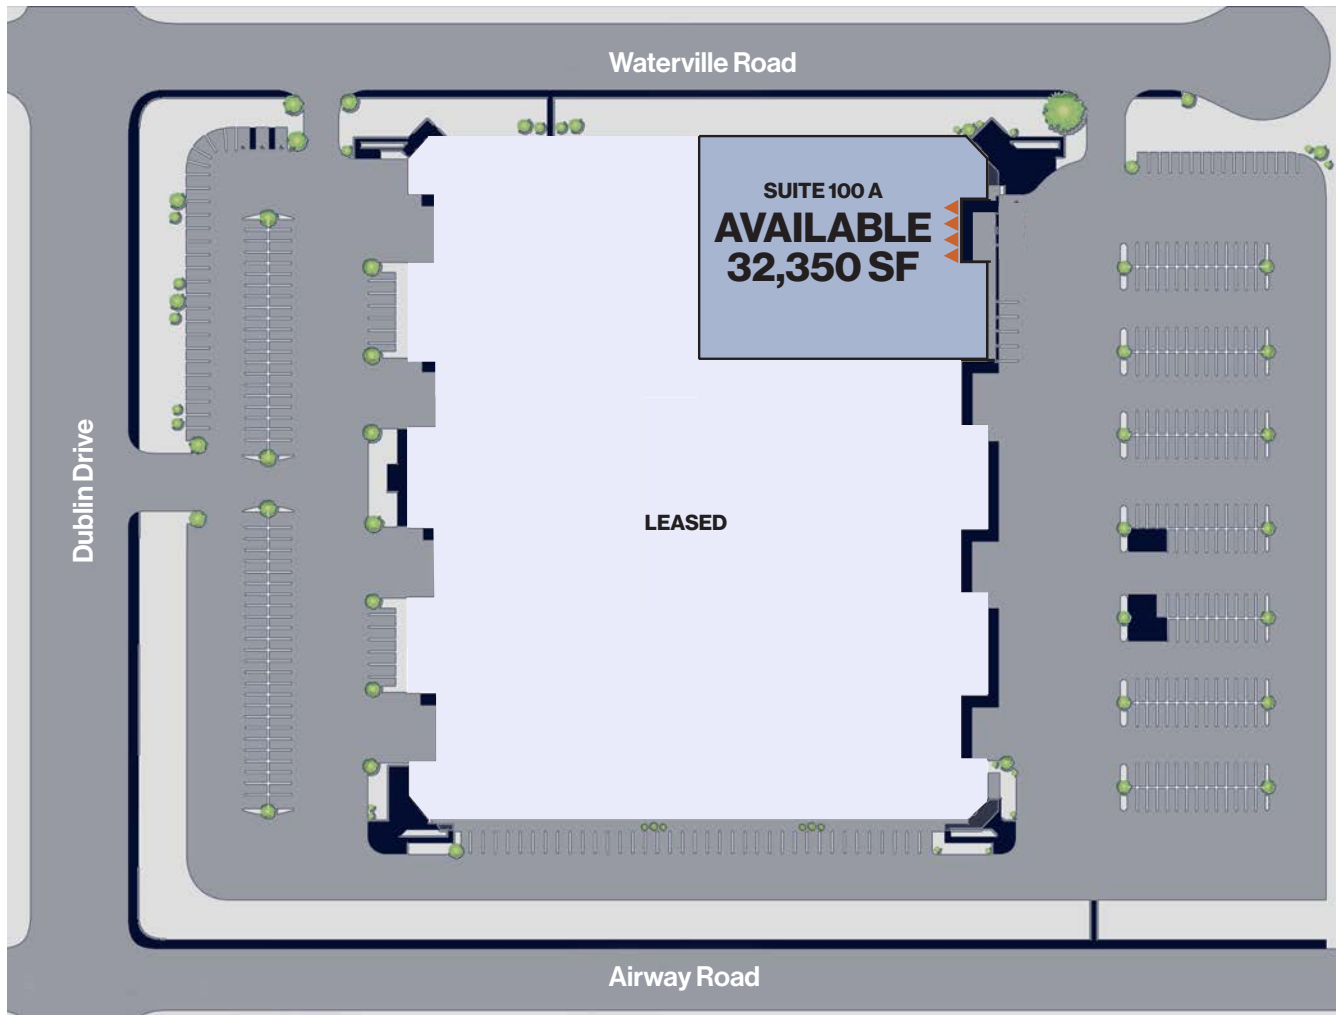 Waterville Road
SUITE 100 A
AVAILABLE
32,350 SF
Dublin Drive
LEASED
Airway Road